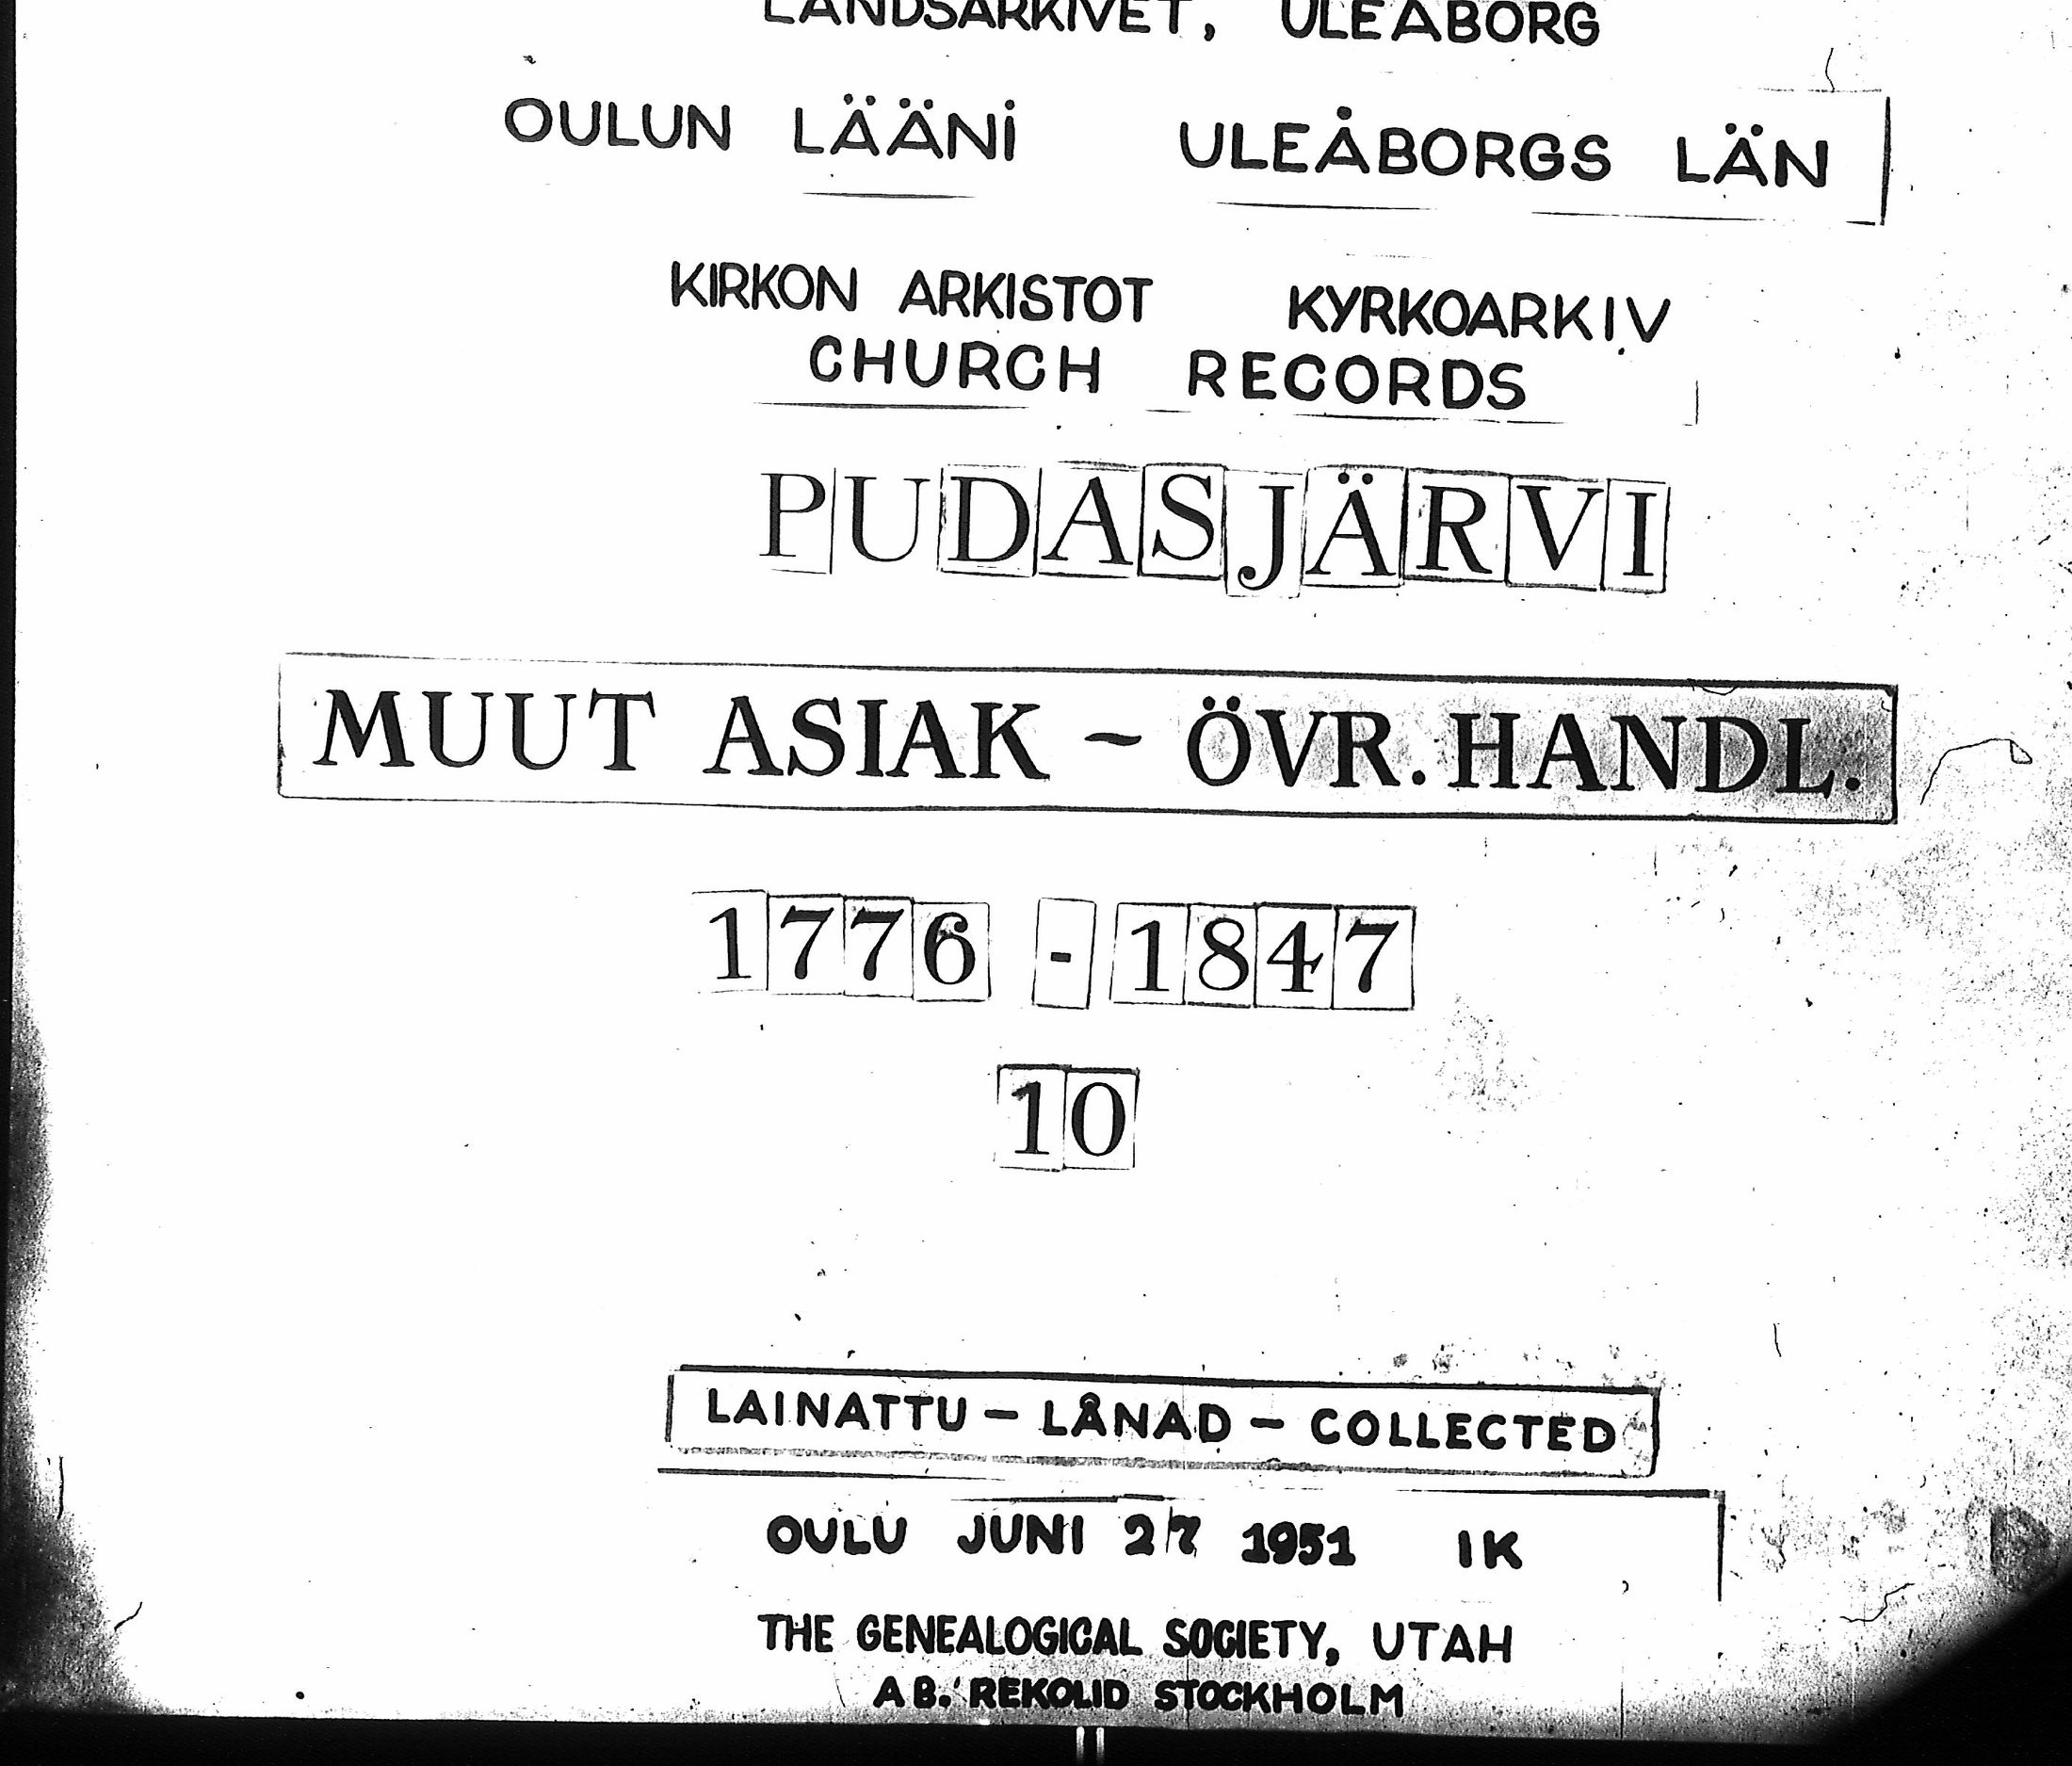 LANDSARKIVET, ULEÅBORG
OULUN LÄÄNI ULEÅBORGS LÄN
KIRKON ARKISTOT KYRKOARKIV
CHURCH RECORDS
PUDASJÄRVI
MUUT ASIAK - ÖVR. HANDL.
1776 - 1847
10
LAINATTU - LÅNAD - COLLECTED
OULU JUNI 27 1951 IK
THE GENEALOGICAL SOCIETY, UTAH
AB. REKOLID STOCKHOLM